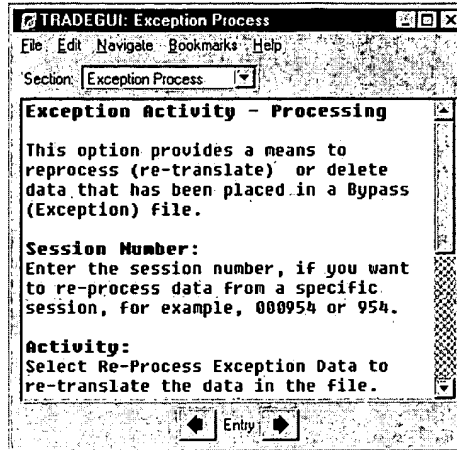 TRADEGUI: Exception Process
File Edit Navigate Bookmarks Help
Section: Exception Process
Exception Activity - Processing
This option provides a means to
reprocess (re-translate) or delete
data that has been placed in a Bypass
(Exception) file.
Session Number:
Enter the session number, if you want
to re-process data from a specific
session, for example, 000954 or 954.
Activity:
Select Re-Process Exception Data to
re-translate the data in the file.
Entry